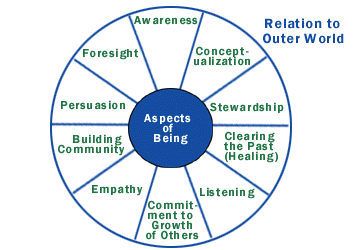 Relation to
Outer World
Awareness
Concept-
ualization
Stewardship
Clearing
the Past
(Healing)
Listening
Commit-
ment to
Growth
of Others
Empathy
Building
Community
Persuasion
Foresight
Aspects
of
Being